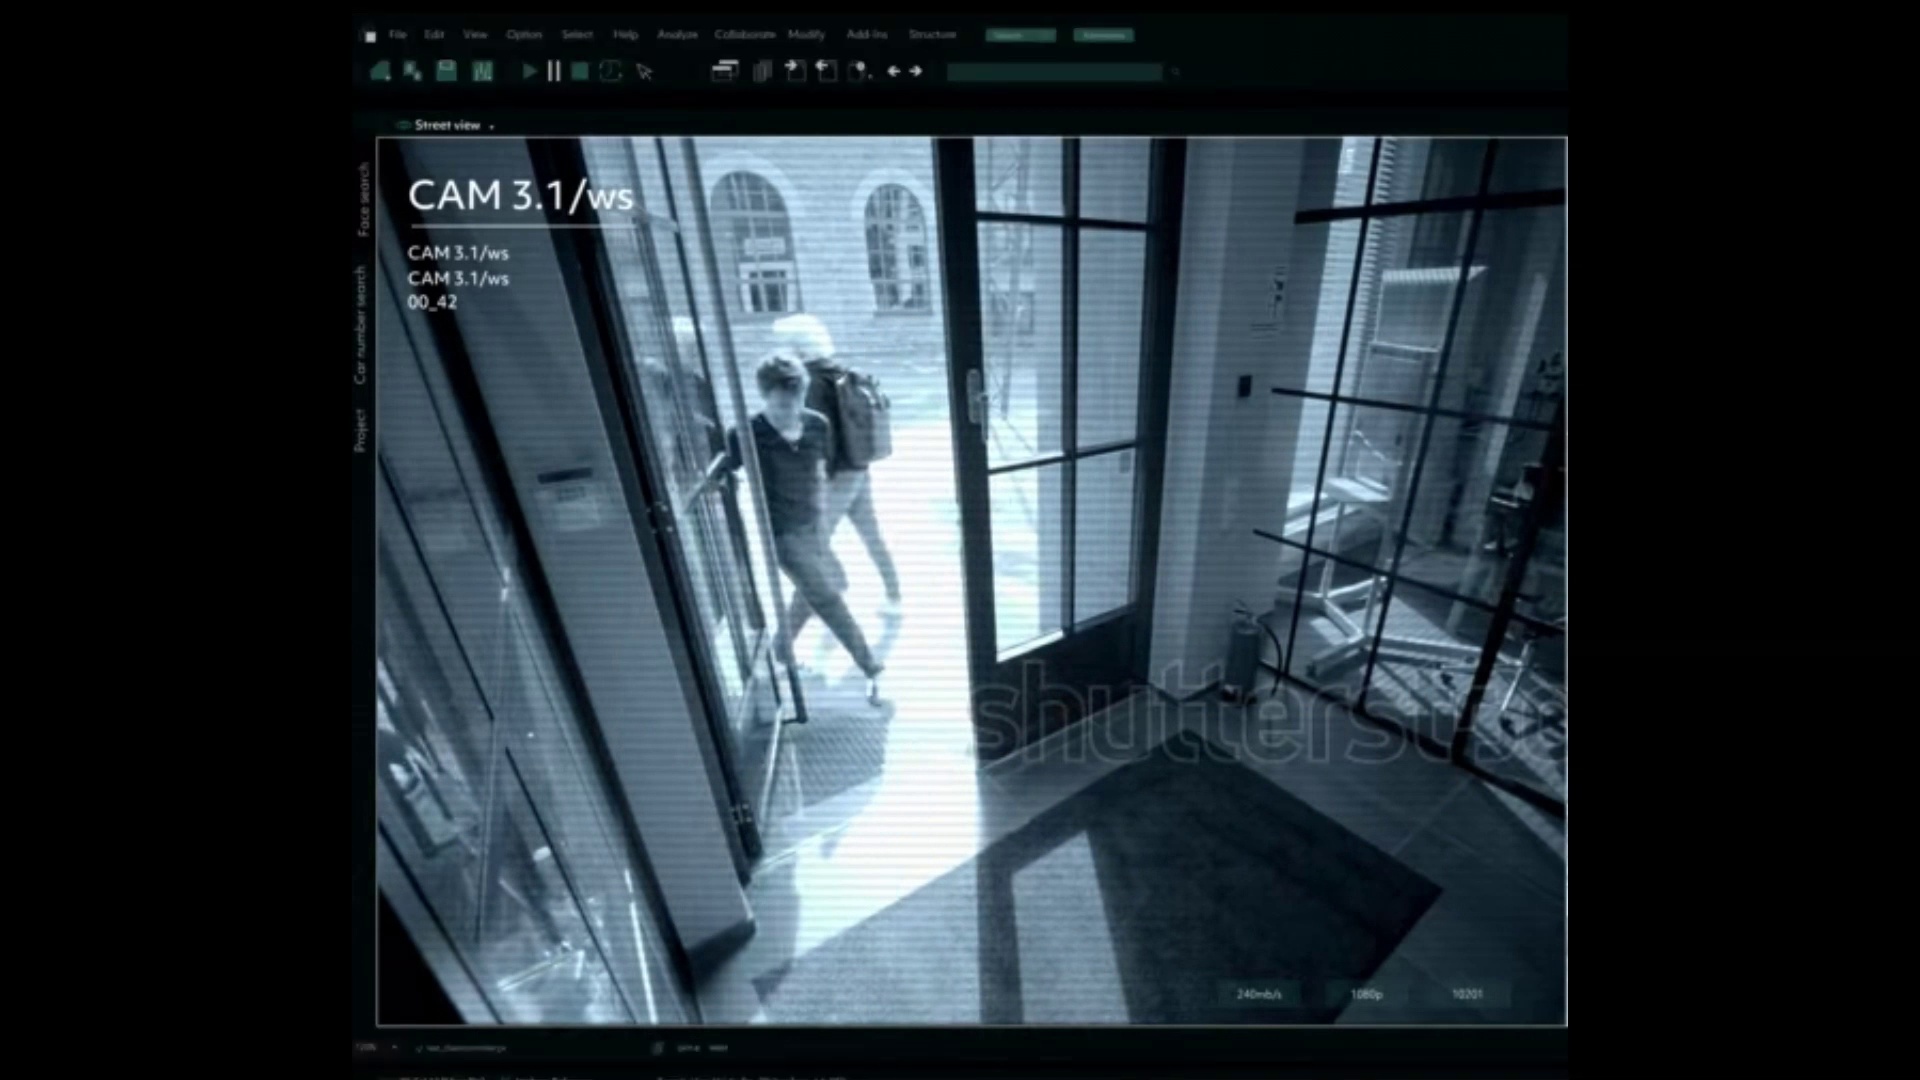 File Edit View Option Select Help Analyze Collaborate Modify Add-Ins Structure
Street view
Face search
Car number search
Project
CAM 3.1/ws
CAM 3.1/ws
CAM 3.1/ws
00_42
shutterst
240mb/s 1080p 10201